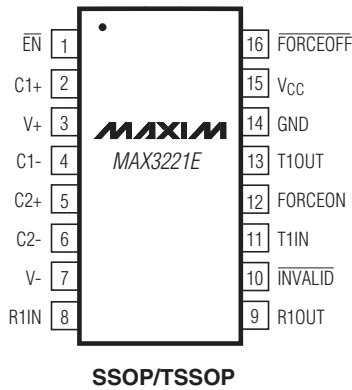 EN 1 16 FORCEOFF
C1+ 2 15 VCC
V+ 3 MAXIM 14 GND
C1- 4 MAX3221E 13 T1OUT
C2+ 5 12 FORCEON
C2- 6 11 T1IN
V- 7 10 INVALID
R1IN 8 9 R1OUT
SSOP/TSSOP